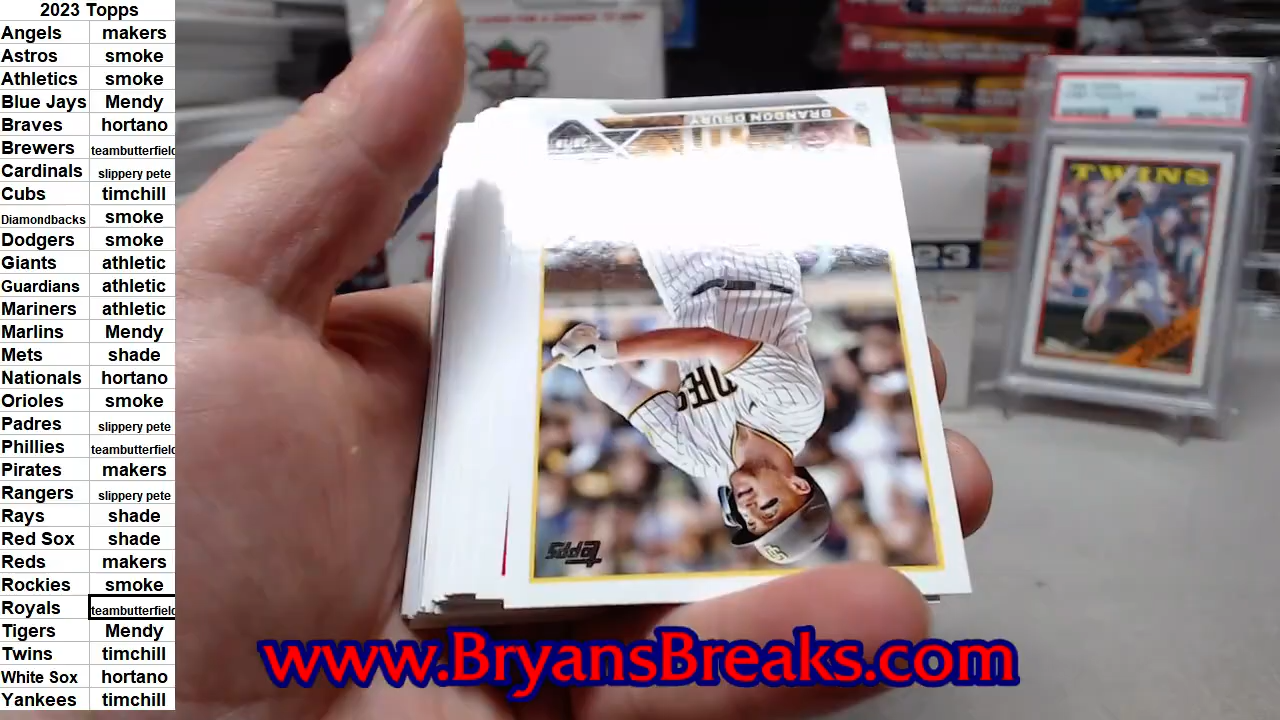 2023 Topps
Angels makers
Astros smoke
Athletics smoke
Blue Jays Mendy
Braves hortano
Brewers teambutterfield
Cardinals slippery pete
Cubs timchill
Diamondbacks smoke
Dodgers smoke
Giants athletic
Guardians athletic
Mariners athletic
Marlins Mendy
Mets shade
Nationals hortano
Orioles smoke
Padres slippery pete
Phillies teambutterfield
Pirates makers
Rangers slippery pete
Rays shade
Red Sox shade
Reds makers
Rockies smoke
Royals teambutterfield
Tigers Mendy
Twins timchill
White Sox hortano
Yankees timchill
BRANDON DRURY
Topps
TWINS
23
www.BryansBreaks.com